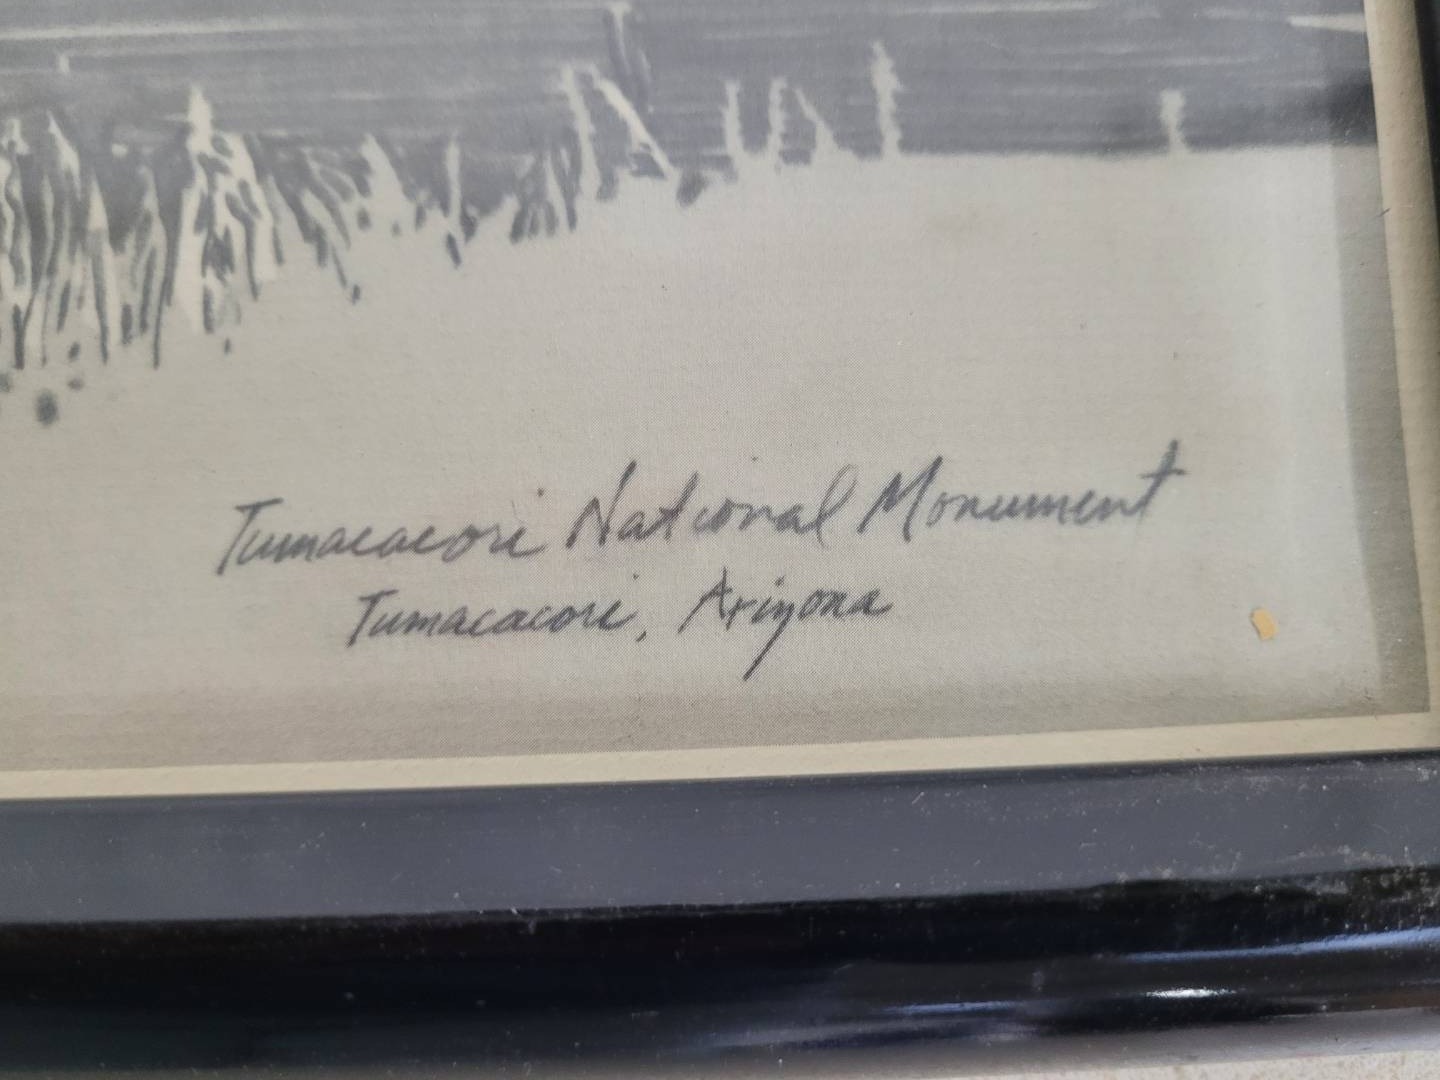 Tumacacori National Monument
Tumacacori, Arizona